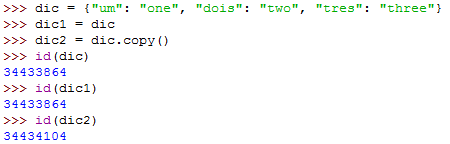 >>> dic = {"um": "one", "dois": "two", "tres": "three"}
>>> dic1 = dic
>>> dic2 = dic.copy()
>>> id(dic)
34433864
>>> id(dic1)
34433864
>>> id(dic2)
34434104